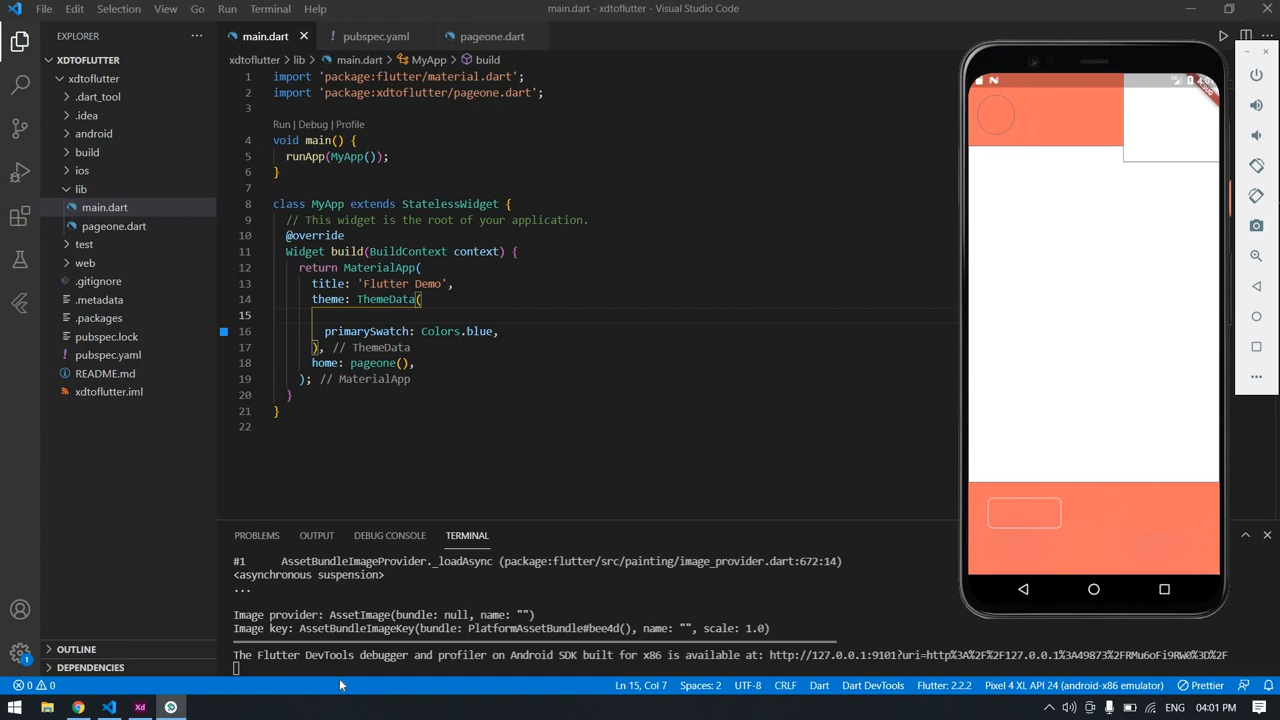 File Edit Selection View Go Run Terminal Help
main.dart - xdtoflutter - Visual Studio Code
EXPLORER
XDTOFLUTTER
xdtoflutter
.dart_tool
.idea
android
build
ios
lib
main.dart
pageone.dart
test
web
.gitignore
.metadata
.packages
pubspec.lock
pubspec.yaml
README.md
xdtoflutter.iml
OUTLINE
DEPENDENCIES
main.dart
pubspec.yaml
pageone.dart
xdtoflutter > lib > main.dart > MyApp > build
1 import 'package:flutter/material.dart';
2 import 'package:xdtoflutter/pageone.dart';
3
Run | Debug | Profile
4 void main() {
5 runApp(MyApp());
6 }
7
8 class MyApp extends StatelessWidget {
9 // This widget is the root of your application.
10 @override
11 Widget build(BuildContext context) {
12 return MaterialApp(
13 title: 'Flutter Demo',
14 theme: ThemeData(
15
16 primarySwatch: Colors.blue,
17 ), // ThemeData
18 home: pageone(),
19 ); // MaterialApp
20 }
21 }
22
PROBLEMS OUTPUT DEBUG CONSOLE TERMINAL
#1 AssetBundleImageProvider._loadAsync (package:flutter/src/painting/image_provider.dart:672:14)
<asynchronous suspension>
...
Image provider: AssetImage(bundle: null, name: "")
Image key: AssetBundleImageKey(bundle: PlatformAssetBundle#bee4d(), name: "", scale: 1.0)
The Flutter DevTools debugger and profiler on Android SDK built for x86 is available at: http://127.0.0.1:9101?uri=http%3A%2F%2F127.0.0.1%3A49873%2FRMu6oFi9RW0%3D%2F
0 0
Ln 15, Col 7 Spaces: 2 UTF-8 CRLF Dart Dart DevTools Flutter: 2.2.2 Pixel 4 XL API 24 (android-x86 emulator) Prettier
1
Xd
04:01 PM